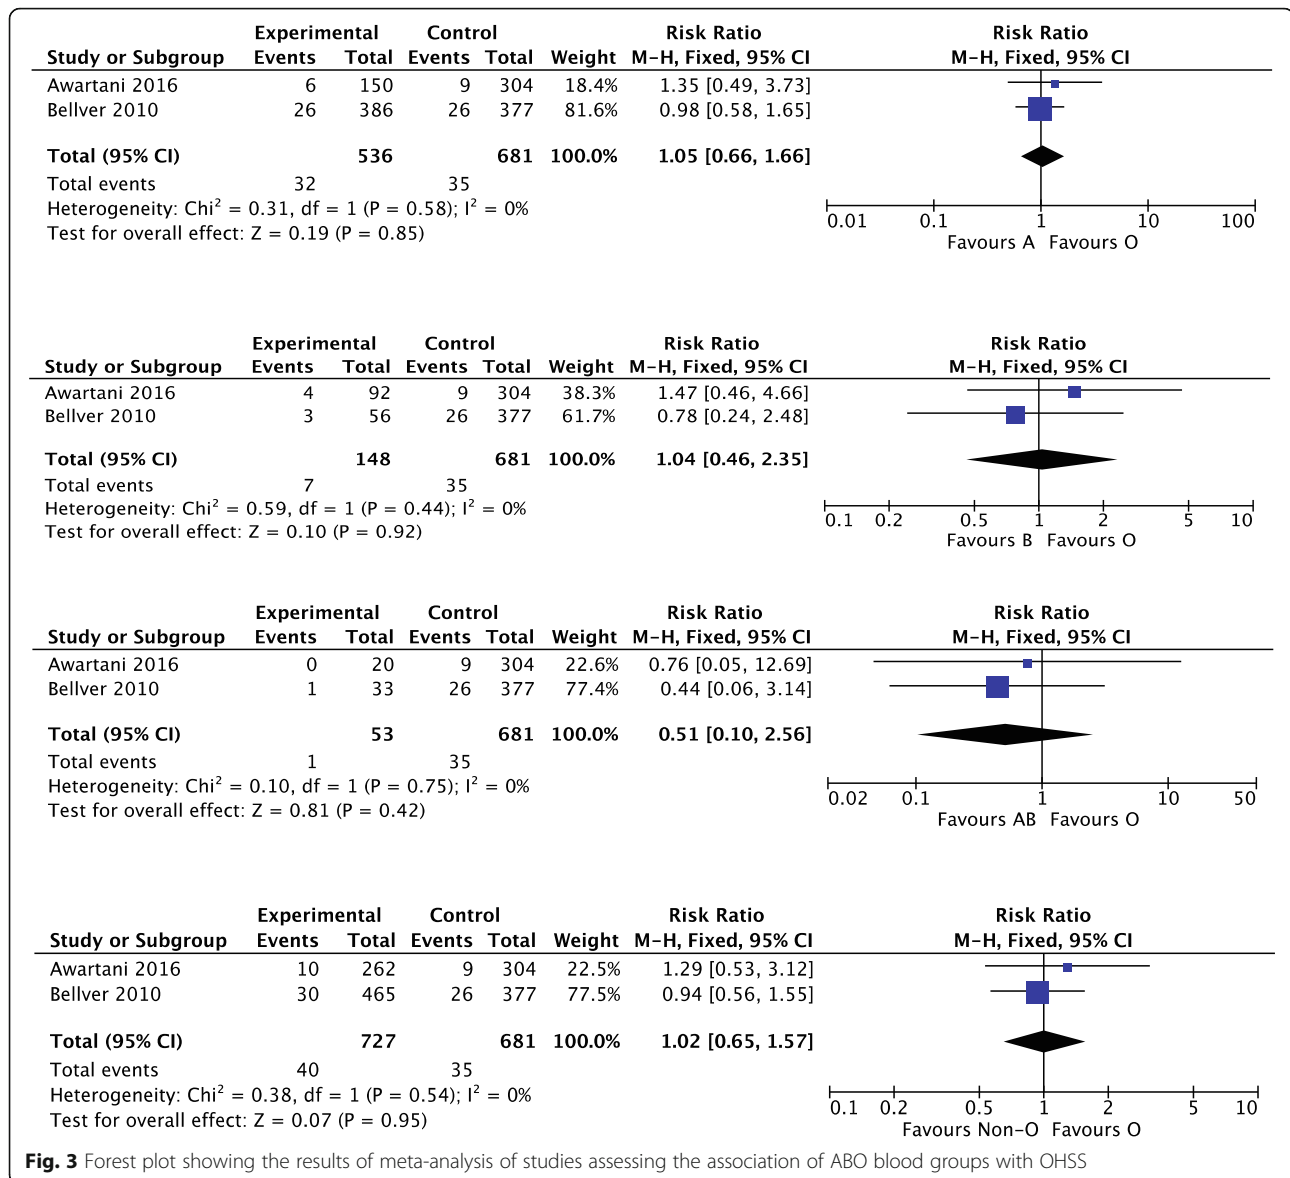 Experimental Control Risk Ratio Risk Ratio
Study or Subgroup Events Total Events Total Weight M-H, Fixed, 95% CI M-H, Fixed, 95% CI
Awartani 2016 6 150 9 304 18.4% 1.35 [0.49, 3.73]
Bellver 2010 26 386 26 377 81.6% 0.98 [0.58, 1.65]
Total (95% CI) 536 681 100.0% 1.05 [0.66, 1.66]
Total events 32 35
Heterogeneity: Chi² = 0.31, df = 1 (P = 0.58); I² = 0%
Test for overall effect: Z = 0.19 (P = 0.85)
0.01 0.1 1 10 100
Favours A Favours O
Experimental Control Risk Ratio Risk Ratio
Study or Subgroup Events Total Events Total Weight M-H, Fixed, 95% CI M-H, Fixed, 95% CI
Awartani 2016 4 92 9 304 38.3% 1.47 [0.46, 4.66]
Bellver 2010 3 56 26 377 61.7% 0.78 [0.24, 2.48]
Total (95% CI) 148 681 100.0% 1.04 [0.46, 2.35]
Total events 7 35
Heterogeneity: Chi² = 0.59, df = 1 (P = 0.44); I² = 0%
Test for overall effect: Z = 0.10 (P = 0.92)
0.1 0.2 0.5 1 2 5 10
Favours B Favours O
Experimental Control Risk Ratio Risk Ratio
Study or Subgroup Events Total Events Total Weight M-H, Fixed, 95% CI M-H, Fixed, 95% CI
Awartani 2016 0 20 9 304 22.6% 0.76 [0.05, 12.69]
Bellver 2010 1 33 26 377 77.4% 0.44 [0.06, 3.14]
Total (95% CI) 53 681 100.0% 0.51 [0.10, 2.56]
Total events 1 35
Heterogeneity: Chi² = 0.10, df = 1 (P = 0.75); I² = 0%
Test for overall effect: Z = 0.81 (P = 0.42)
0.02 0.1 1 10 50
Favours AB Favours O
Experimental Control Risk Ratio Risk Ratio
Study or Subgroup Events Total Events Total Weight M-H, Fixed, 95% CI M-H, Fixed, 95% CI
Awartani 2016 10 262 9 304 22.5% 1.29 [0.53, 3.12]
Bellver 2010 30 465 26 377 77.5% 0.94 [0.56, 1.55]
Total (95% CI) 727 681 100.0% 1.02 [0.65, 1.57]
Total events 40 35
Heterogeneity: Chi² = 0.38, df = 1 (P = 0.54); I² = 0%
Test for overall effect: Z = 0.07 (P = 0.95)
0.1 0.2 0.5 1 2 5 10
Favours Non-O Favours O
Fig. 3 Forest plot showing the results of meta-analysis of studies assessing the association of ABO blood groups with OHSS